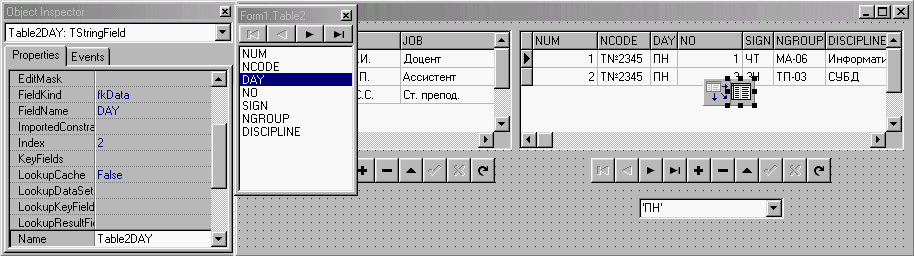 Object Inspector
Table2DAY: TStringField
Properties Events
EditMask
FieldKind fkData
FieldName DAY
ImportedConstra
Index 2
KeyFields
LookupCache False
LookupDataSet
LookupKeyField
LookupResultFi
Name Table2DAY
Form1.Table2
NUM
NCODE
DAY
NO
SIGN
NGROUP
DISCIPLINE
JOB
.И. Доцент
.П. Ассистент
С.С. Ст. препод.
NUM NCODE DAY NO SIGN NGROUP DISCIPLINE
1 TN²2345 ПН 1 ЧТ МА-06 Информати
2 TN²2345 ПН 2 ЗН ТП-03 СУБД
'ПН'